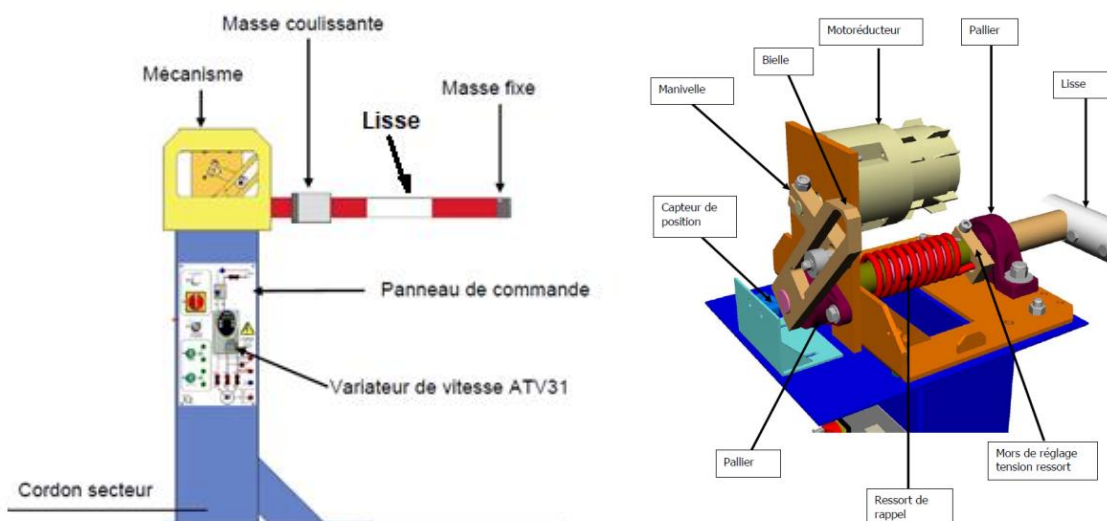 Masse coulissante
Mécanisme
Masse fixe
Lisse
Panneau de commande
Variateur de vitesse ATV31
Cordon secteur
Motoréducteur
Pallier
Bielle
Manivelle
Lisse
Capteur de
position
Pallier
Mors de réglage
tension ressort
Ressort de
rappel